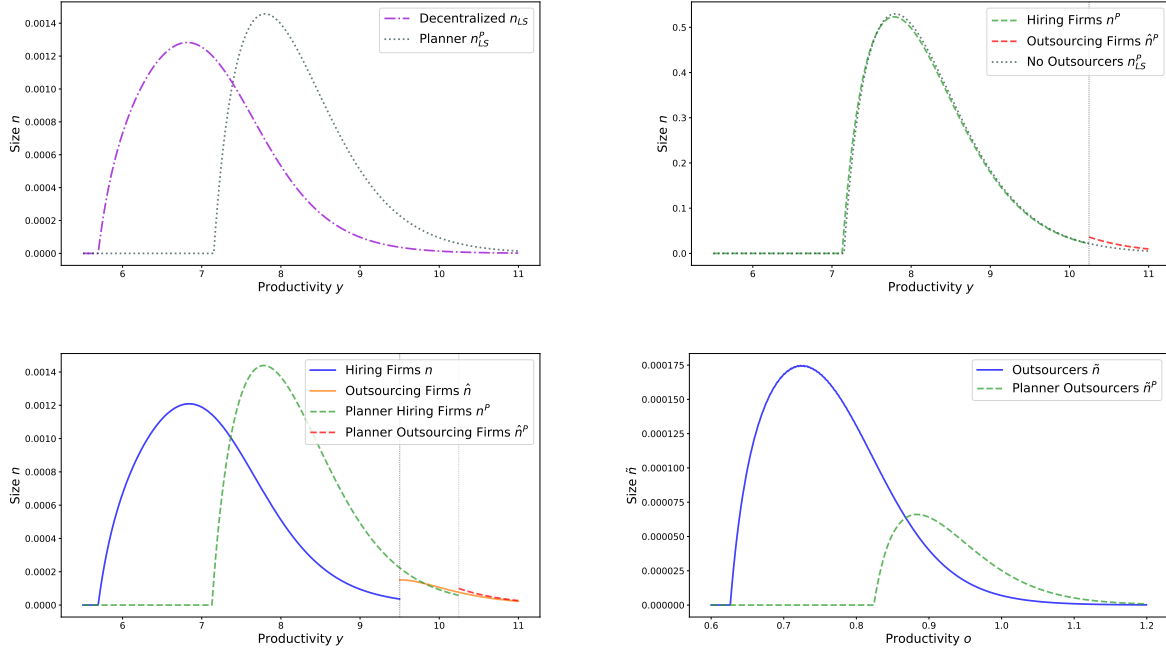 0.0014
0.0012
0.0010
0.0008
0.0006
0.0004
0.0002
0.0000
Size n
6 7 8 9 10 11
Productivity y
Decentralized n_LS
Planner n^P_LS
0.5
0.4
0.3
0.2
0.1
0.0
Size n
6 7 8 9 10 11
Productivity y
Hiring Firms n^P
Outsourcing Firms n̂^P
No Outsourcers n^P_LS
0.0014
0.0012
0.0010
0.0008
0.0006
0.0004
0.0002
0.0000
Size n
6 7 8 9 10 11
Productivity y
Hiring Firms n
Outsourcing Firms n̂
Planner Hiring Firms n^P
Planner Outsourcing Firms n̂^P
0.000175
0.000150
0.000125
0.000100
0.000075
0.000050
0.000025
0.000000
Size ñ
0.6 0.7 0.8 0.9 1.0 1.1 1.2
Productivity o
Outsourcers ñ
Planner Outsourcers ñ^P